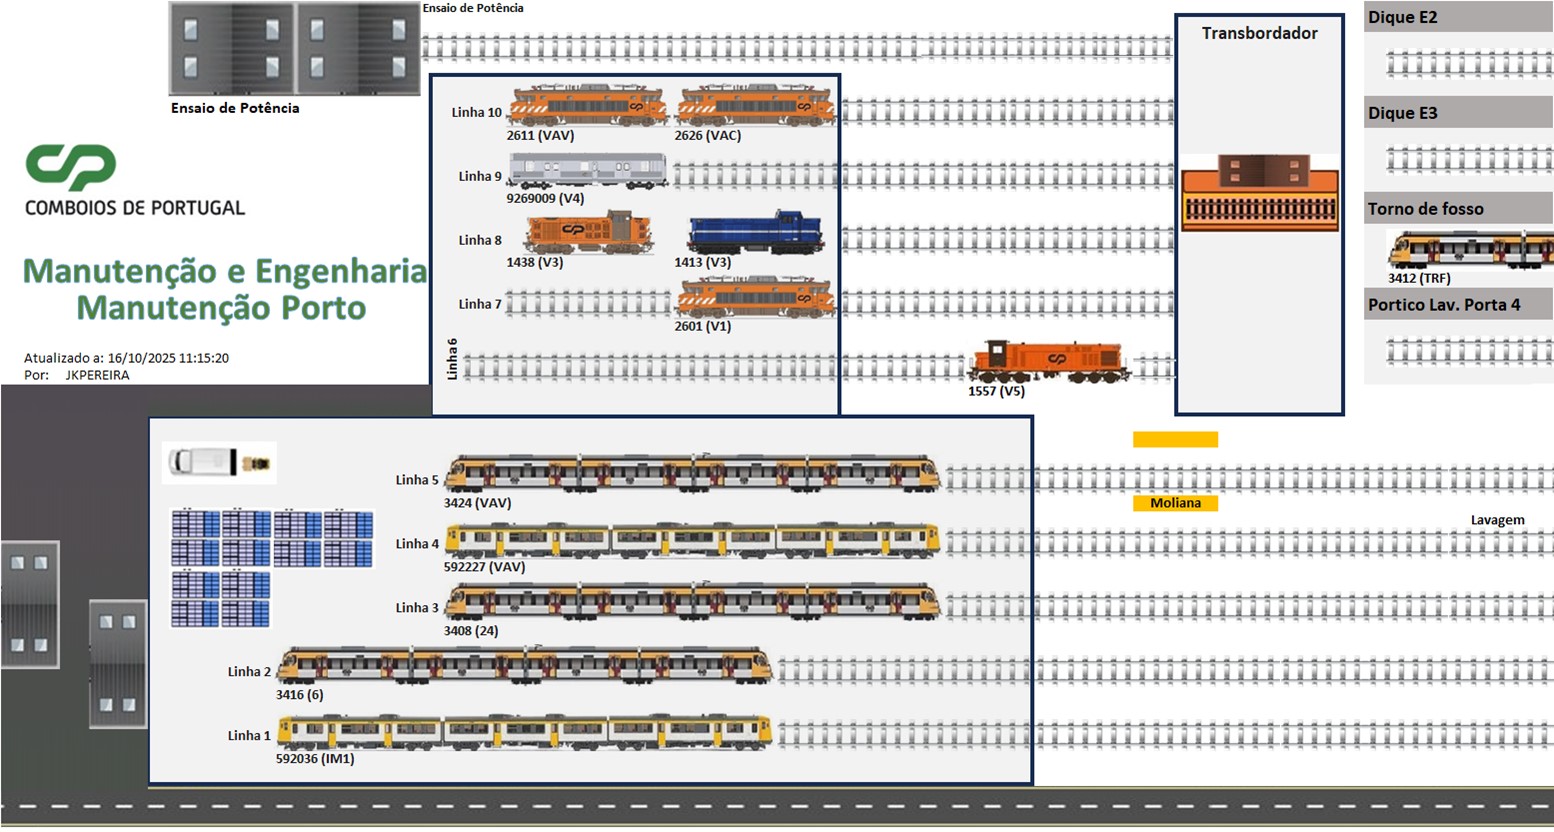 Ensaio de Potência
Ensaio de Potência
CP
COMBOIOS DE PORTUGAL
Manutenção e Engenharia
Manutenção Porto
Atualizado a: 16/10/2025 11:15:20
Por: JKPEREIRA
Linha 10
2611 (VAV)
2626 (VAC)
Linha 9
9269009 (V4)
Linha 8
1438 (V3)
1413 (V3)
Linha 7
2601 (V1)
Linha 6
1557 (V5)
Transbordador
Dique E2
Dique E3
Torno de fosso
3412 (TRF)
Portico Lav. Porta 4
Linha 5
3424 (VAV)
Moliana
Lavagem
Linha 4
592227 (VAV)
Linha 3
3408 (24)
Linha 2
3416 (6)
Linha 1
592036 (IM1)